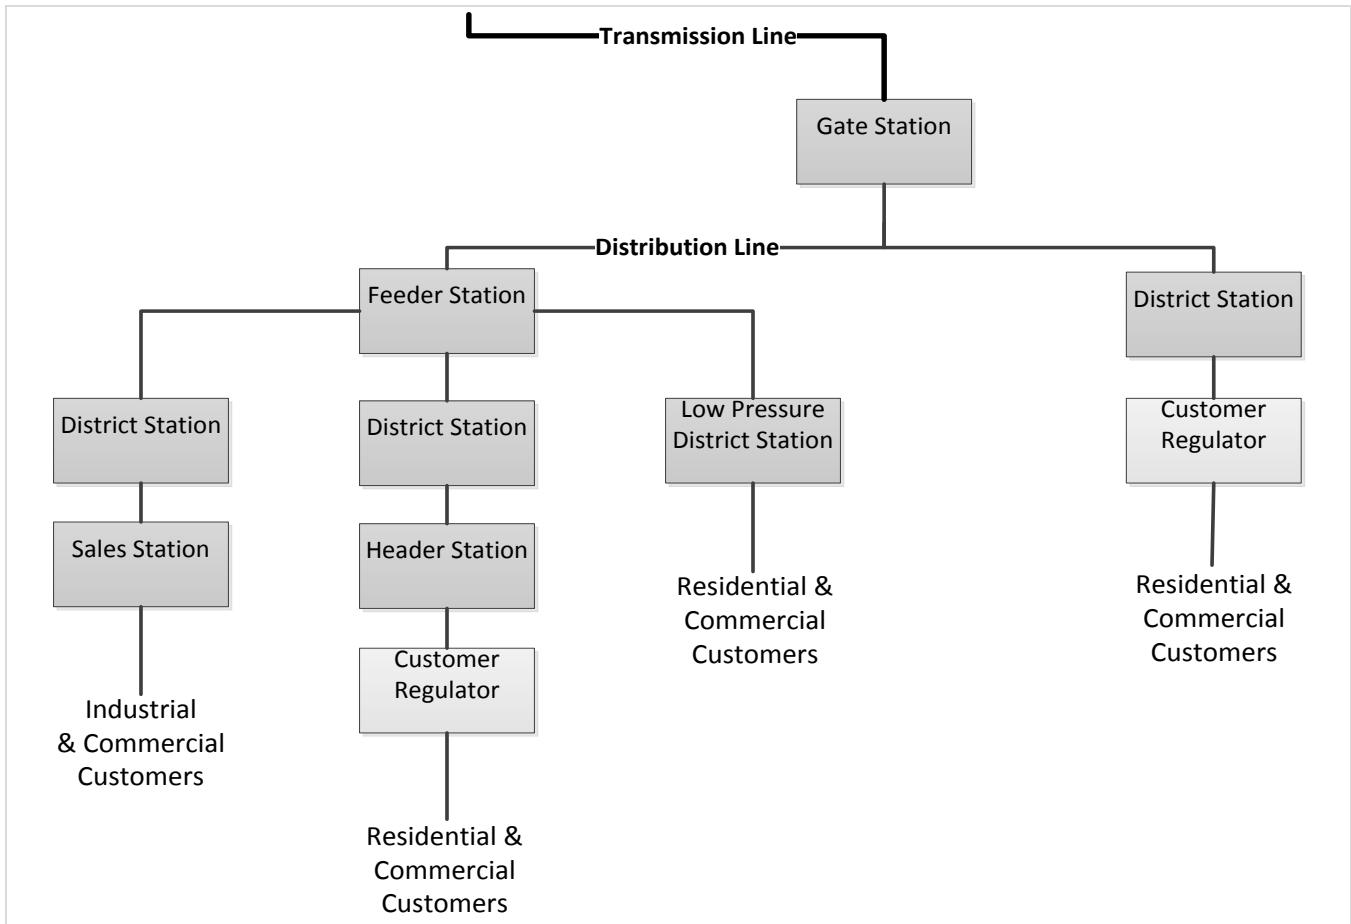 Transmission Line
Gate Station
Distribution Line
Feeder Station
District Station
District Station
District Station
Low Pressure
District Station
Customer
Regulator
Sales Station
Header Station
Residential &
Commercial
Customers
Residential &
Commercial
Customers
Customer
Regulator
Industrial
& Commercial
Customers
Residential &
Commercial
Customers